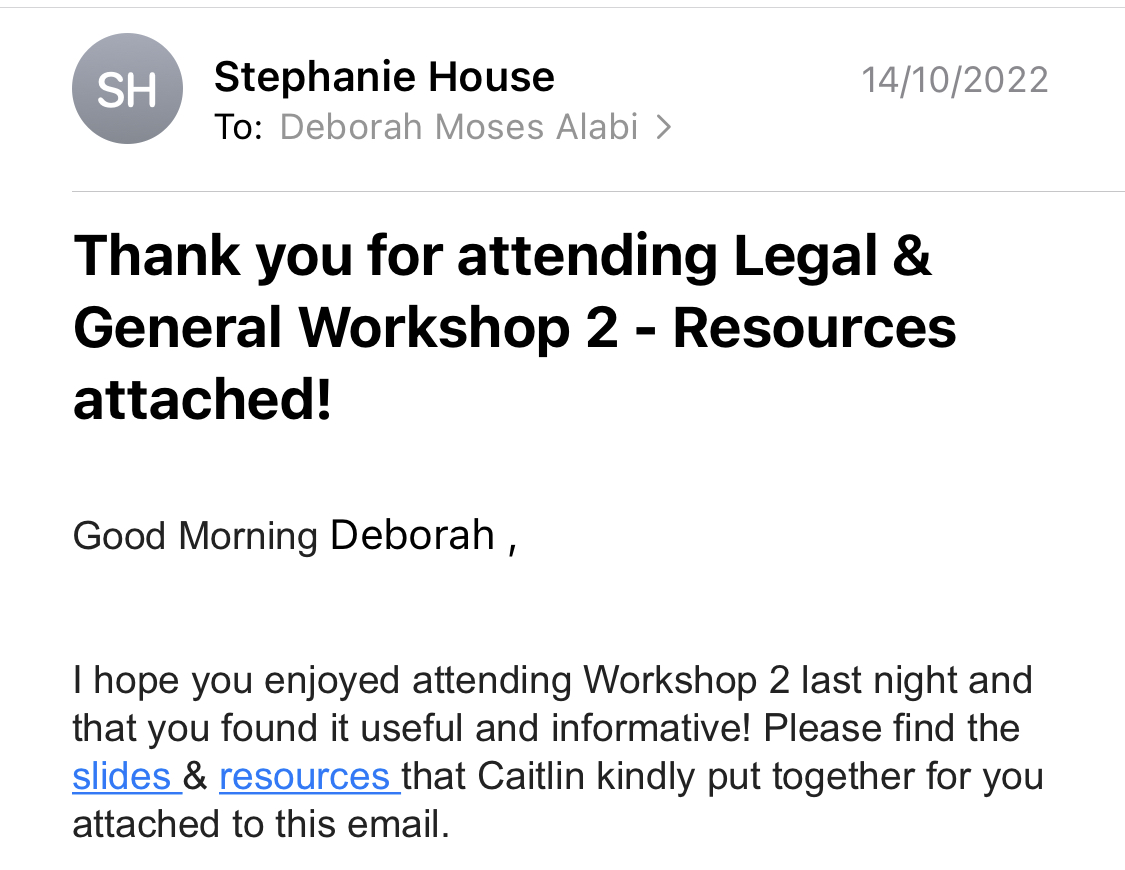 SH
Stephanie House
14/10/2022
To: Deborah Moses Alabi >
Thank you for attending Legal &
General Workshop 2 - Resources
attached!
Good Morning Deborah ,
I hope you enjoyed attending Workshop 2 last night and
that you found it useful and informative! Please find the
slides & resources that Caitlin kindly put together for you
attached to this email.